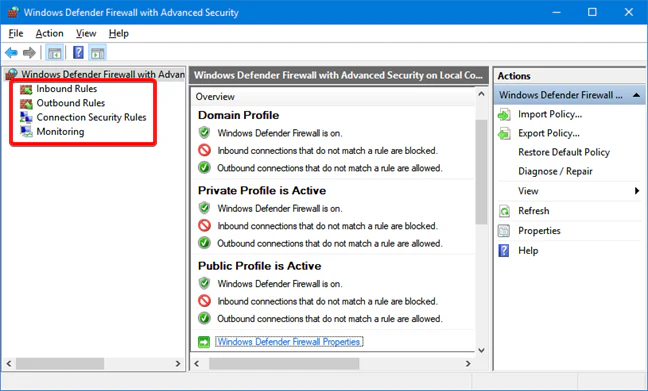 Windows Defender Firewall with Advanced Security
File Action View Help
Windows Defender Firewall with Advan
Inbound Rules
Outbound Rules
Connection Security Rules
Monitoring
Windows Defender Firewall with Advanced Security on Local Co...
Overview
Domain Profile
Windows Defender Firewall is on.
Inbound connections that do not match a rule are blocked.
Outbound connections that do not match a rule are allowed.
Private Profile is Active
Windows Defender Firewall is on.
Inbound connections that do not match a rule are blocked.
Outbound connections that do not match a rule are allowed.
Public Profile is Active
Windows Defender Firewall is on.
Inbound connections that do not match a rule are blocked.
Outbound connections that do not match a rule are allowed.
Windows Defender Firewall Properties
Actions
Windows Defender Firewall ...
Import Policy...
Export Policy...
Restore Default Policy
Diagnose / Repair
View
Refresh
Properties
Help